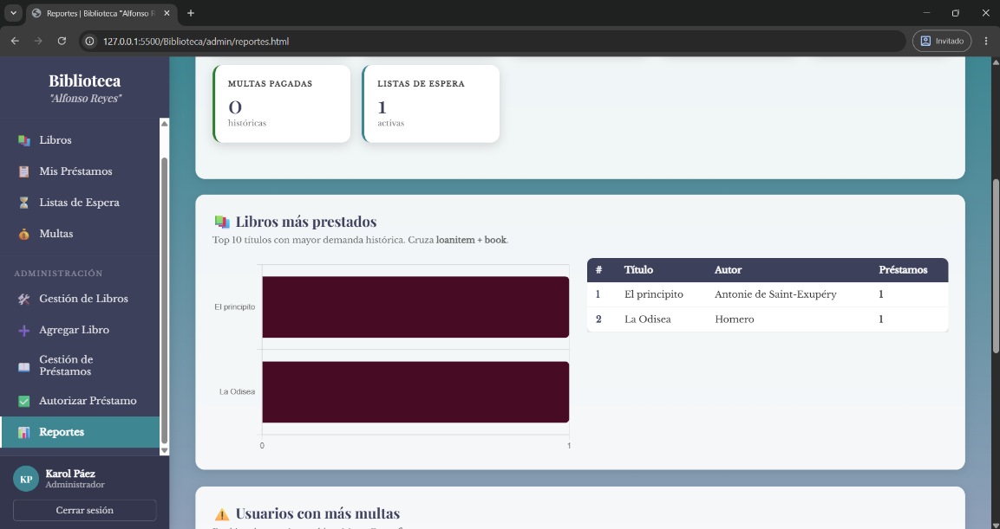 Reportes | Biblioteca "Alfonso R
127.0.0.1:5500/Biblioteca/admin/reportes.html
Invitado
Biblioteca
"Alfonso Reyes"
Libros
Mis Préstamos
Listas de Espera
Multas
ADMINISTRACIÓN
Gestión de Libros
Agregar Libro
Gestión de
Préstamos
Autorizar Préstamo
Reportes
KP
Karol Páez
Administrador
Cerrar sesión
MULTAS PAGADAS
0
históricas
LISTAS DE ESPERA
1
activas
Libros más prestados
Top 10 títulos con mayor demanda histórica. Cruza loanitem + book.
El principito
La Odisea
0 1
# Título Autor Préstamos
1 El principito Antonie de Saint-Exupéry 1
2 La Odisea Homero 1
Usuarios con más multas